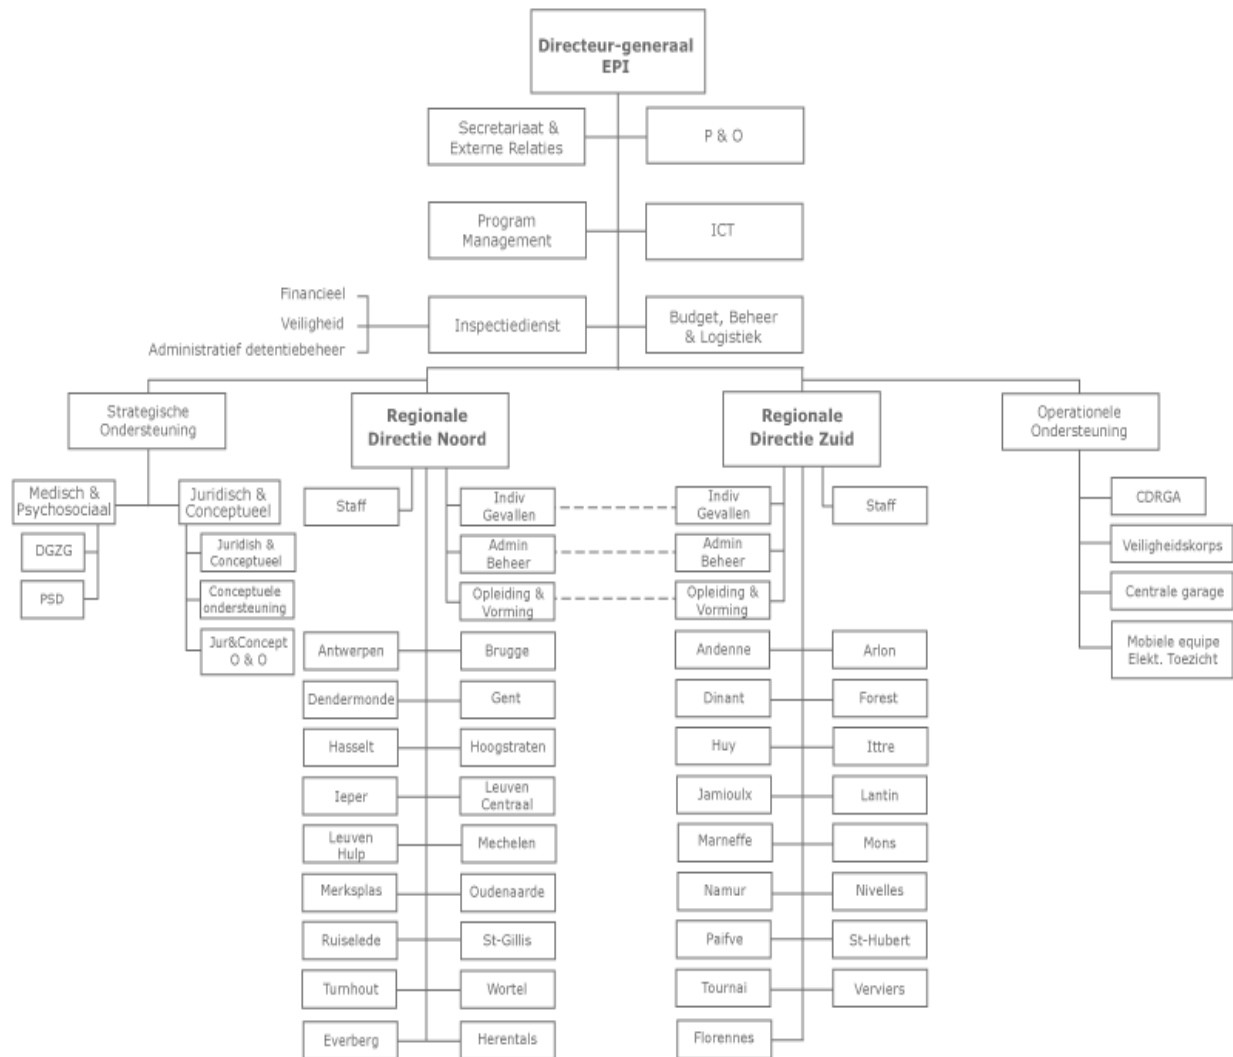 Directeur-generaal
EPI
Secretariaat &
Externe Relaties
P & O
Program
Management
ICT
Financieel
Veiligheid
Administratief detentiebeheer
Inspectiedienst
Budget, Beheer
& Logistiek
Strategische
Ondersteuning
Regionale
Directie Noord
Regionale
Directie Zuid
Operationele
Ondersteuning
Medisch &
Psychosociaal
Juridisch &
Conceptueel
DGZG
PSD
Juridish &
Conceptueel
Conceptuele
ondersteuning
Jur&Concept
O & O
Staff
Indiv
Gevallen
Admin
Beheer
Opleiding &
Vorming
Indiv
Gevallen
Admin
Beheer
Opleiding &
Vorming
Staff
CDRGA
Veiligheidskorps
Centrale garage
Mobiele equipe
Elekt. Toezicht
Antwerpen
Brugge
Dendermonde
Gent
Hasselt
Hoogstraten
Ieper
Leuven
Centraal
Leuven
Hulp
Mechelen
Merksplas
Oudenaarde
Ruiselede
St-Gillis
Turnhout
Wortel
Everberg
Herentals
Andenne
Arlon
Dinant
Forest
Huy
Ittre
Jamioulx
Lantin
Marneffe
Mons
Namur
Nivelles
Paifve
St-Hubert
Tournai
Verviers
Florennes